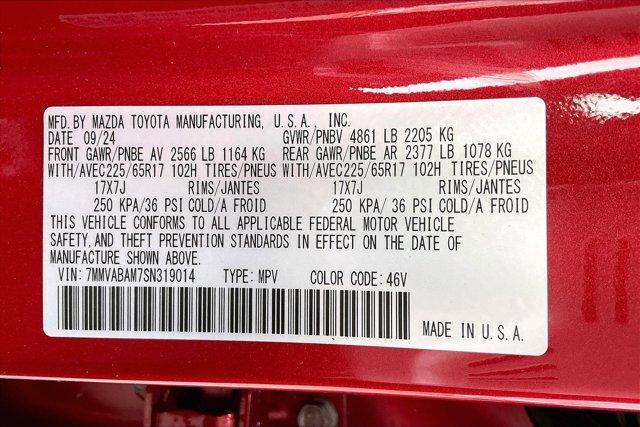 MFD. BY MAZDA TOYOTA MANUFACTURING, U.S.A., INC.
DATE 09/24 GVWR/PNBV 4861 LB 2205 KG
FRONT GAWR/PNBE AV 2566 LB 1164 KG REAR GAWR/PNBE AR 2377 LB 1078 KG
WITH/AVEC225/65R17 102H TIRES/PNEUS WITH/AVEC225/65R17 102H TIRES/PNEUS
17X7J RIMS/JANTES 17X7J RIMS/JANTES
250 KPA/36 PSI COLD/A FROID 250 KPA/ 36 PSI COLD/A FROID
THIS VEHICLE CONFORMS TO ALL APPLICABLE FEDERAL MOTOR VEHICLE
SAFETY,AND THEFT PREVENTION STANDARDS IN EFFECT ON THE DATE OF
MANUFACTURE SHOWN ABOVE.
VIN: 7MMVABAM7SN319014 TYPE: MPV COLOR CODE: 46V
MADE IN U.S.A.